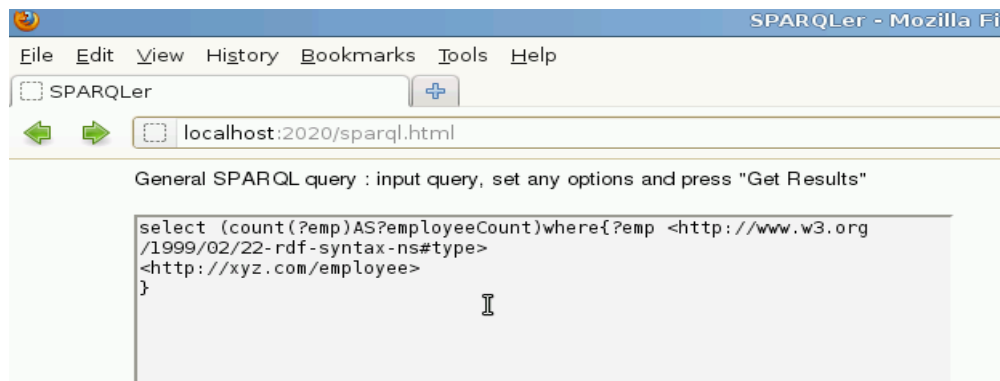 SPARQLer - Mozilla Fi
File Edit View History Bookmarks Tools Help
SPARQLer
localhost:2020/sparql.html
General SPARQL query : input query, set any options and press "Get Results"
select (count(?emp)AS?employeeCount)where{?emp <http://www.w3.org
/1999/02/22-rdf-syntax-ns#type>
<http://xyz.com/employee>
}